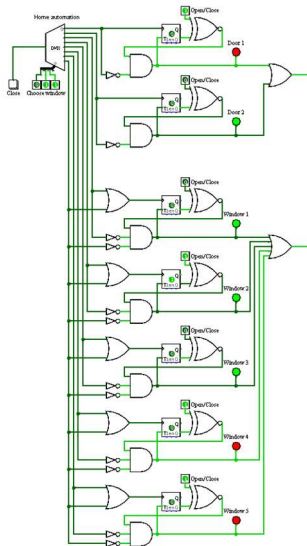 Home automation
DMX
Close
Choose window
Open/Close
Q
Door 1
Open/Close
Q
Door 2
Open/Close
Q
Window 1
Open/Close
Q
Window 2
Open/Close
Q
Window 3
Open/Close
Q
Window 4
Open/Close
Q
Window 5